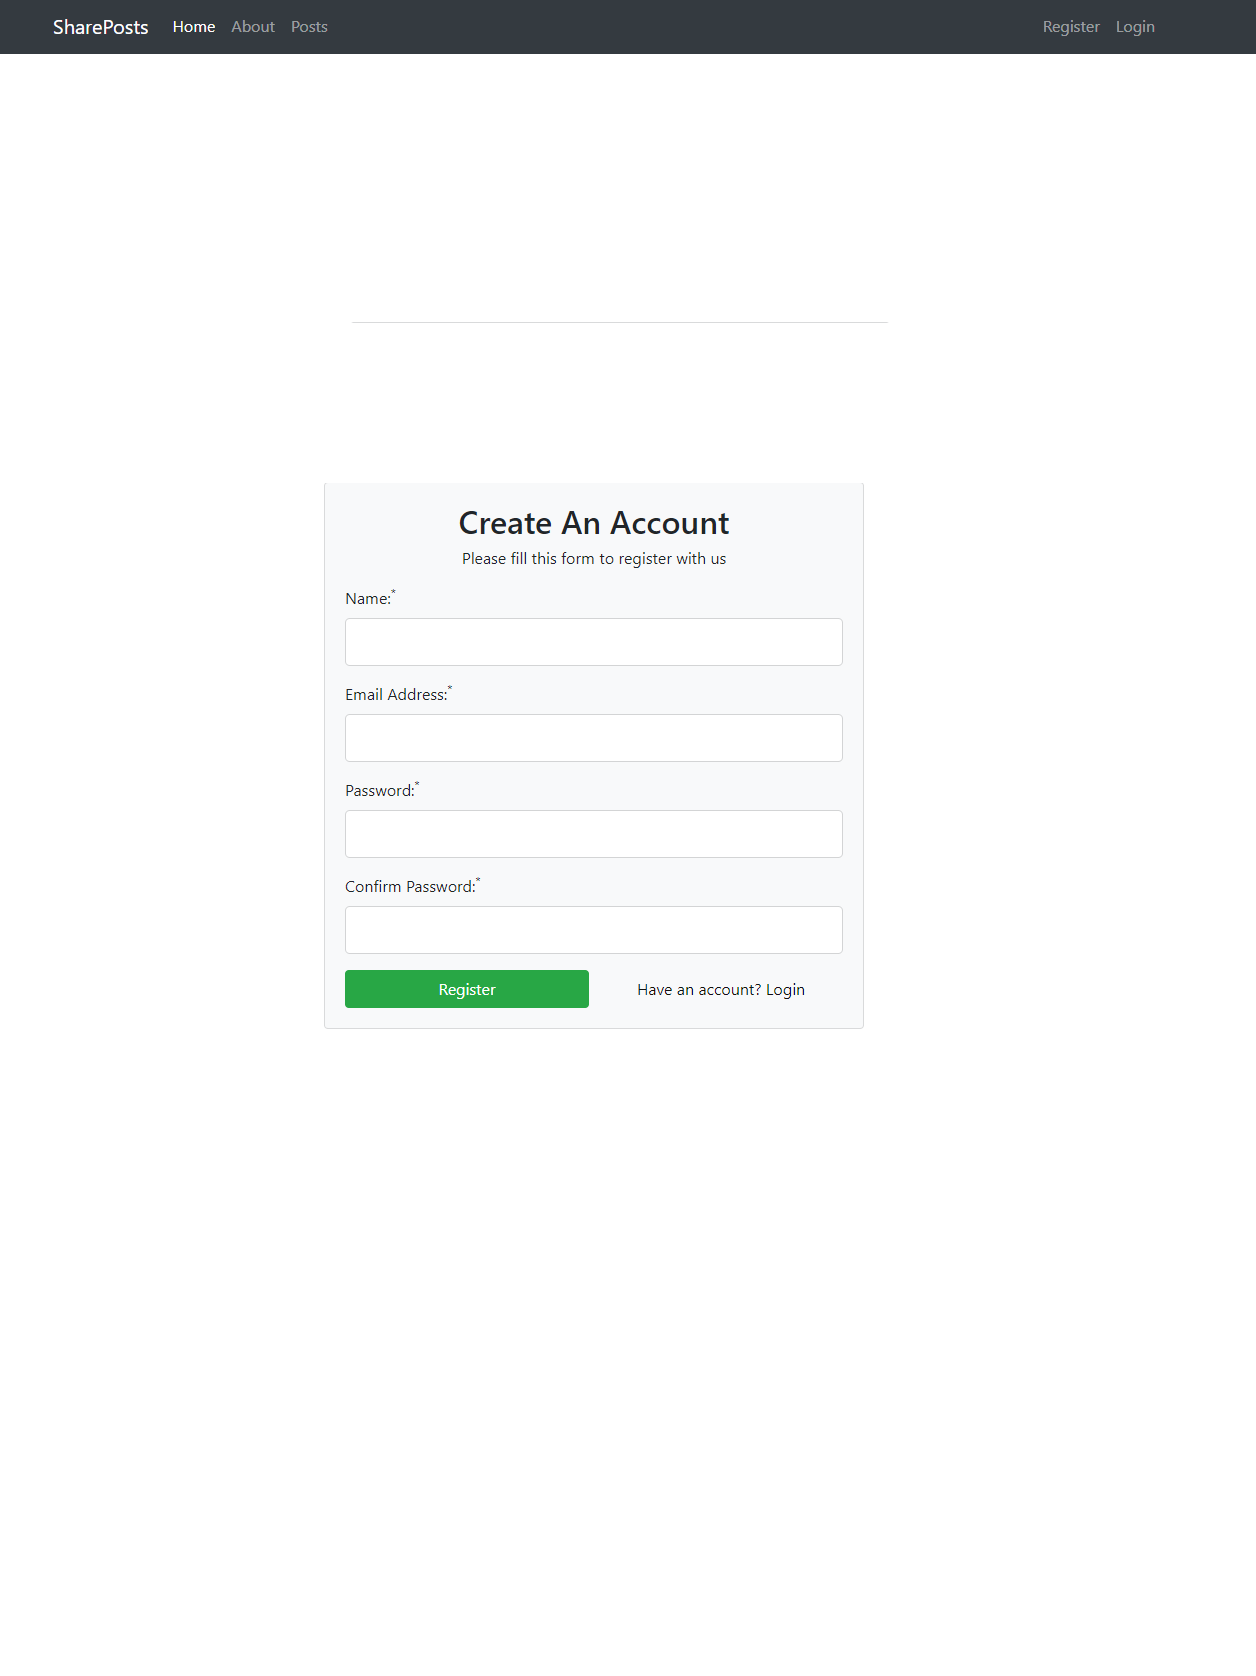 SharePosts Home About Posts Register Login
Create An Account
Please fill this form to register with us
Name:*
Email Address:*
Password:*
Confirm Password:*
Register Have an account? Login